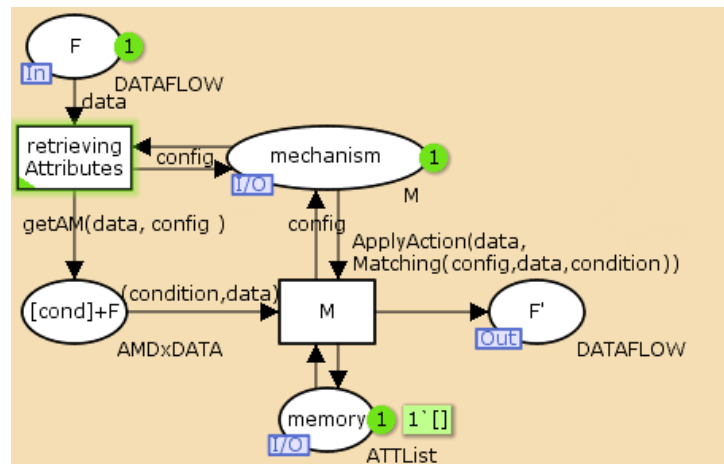 F
1
In
DATAFLOW
data
retrieving
Attributes
config
mechanism
1
I/O
M
getAM(data, config )
config
ApplyAction(data,
Matching(config,data,condition))
[cond]+F
(condition,data)
M
F'
Out
AMDxDATA
DATAFLOW
memory
1
1`[]
I/O
ATTList